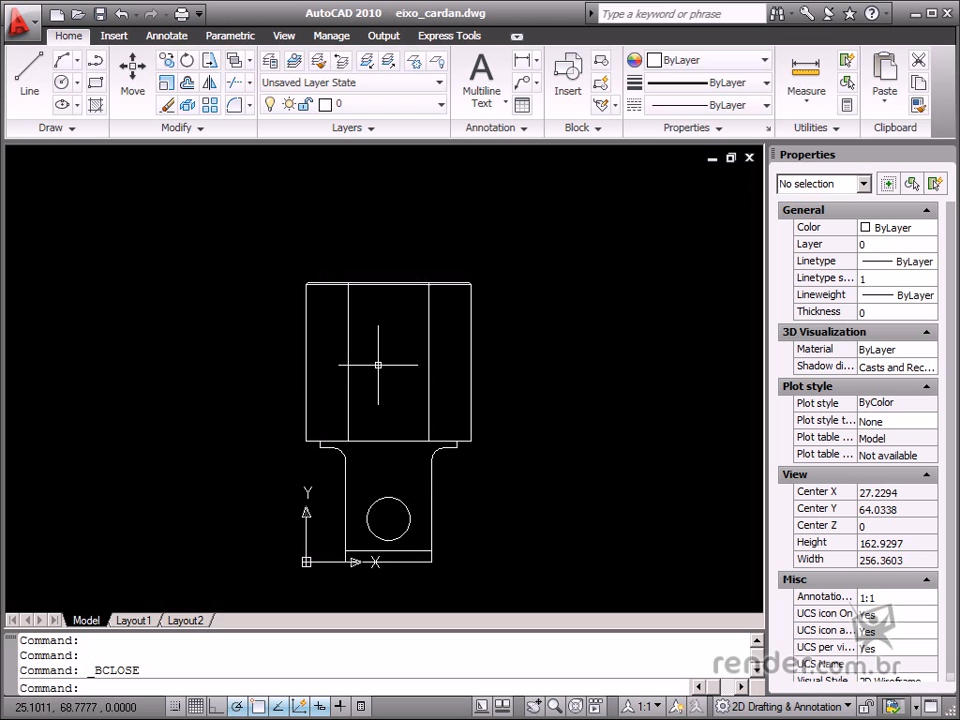 AutoCAD 2010 eixo_cardan.dwg
Type a keyword or phrase
Home Insert Annotate Parametric View Manage Output Express Tools
Line
Move
Unsaved Layer State
0
Multiline
Text
Insert
ByLayer
ByLayer
ByLayer
Measure
Paste
Draw
Modify
Layers
Annotation
Block
Properties
Utilities
Clipboard
Properties
No selection
General
Color ByLayer
Layer 0
Linetype ByLayer
Linetype s... 1
Lineweight ByLayer
Thickness 0
3D Visualization
Material ByLayer
Shadow di... Casts and Rec...
Plot style
Plot style ByColor
Plot style t... None
Plot table ... Model
Plot table ... Not available
View
Center X 27.2294
Center Y 64.0338
Center Z 0
Height 162.9297
Width 256.3603
Misc
Annotatio... 1:1
UCS icon On Yes
UCS icon a... Yes
UCS per vi... Yes
UCS Name
Visual Style 2D Wireframe
render.com.br
Y
X
Model Layout1 Layout2
Command:
Command:
Command: _BCLOSE
Command:
25.1011, 68.7777, 0.0000
1:1
2D Drafting & Annotation